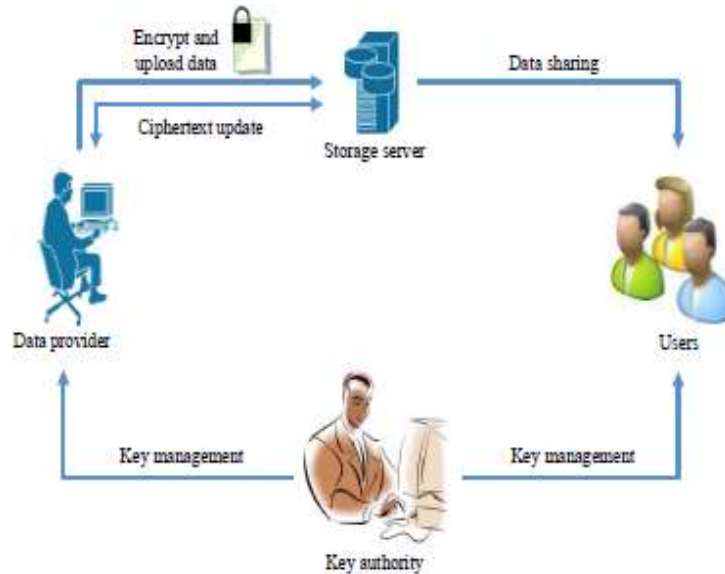 Encrypt and
upload data
Data sharing
Ciphertext update
Storage server
Data provider
Users
Key management
Key management
Key authority